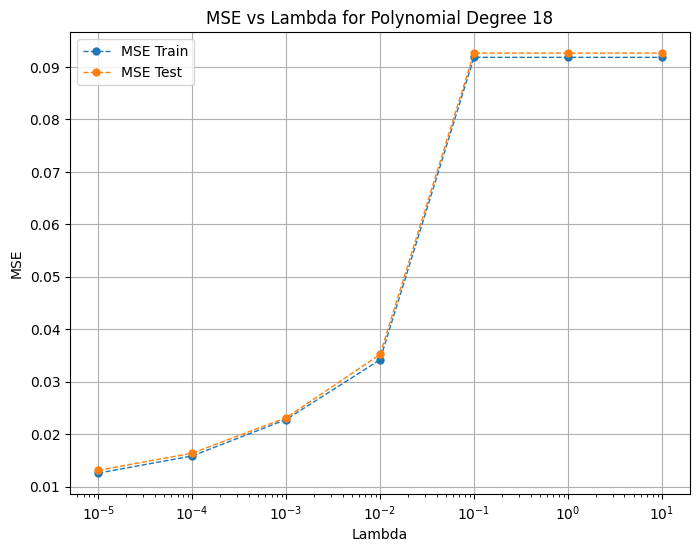 MSE vs Lambda for Polynomial Degree 18
MSE Train
MSE Test
0.09
0.08
0.07
0.06
0.05
0.04
0.03
0.02
0.01
MSE
10⁻⁵ 10⁻⁴ 10⁻³ 10⁻² 10⁻¹ 10⁰ 10¹
Lambda